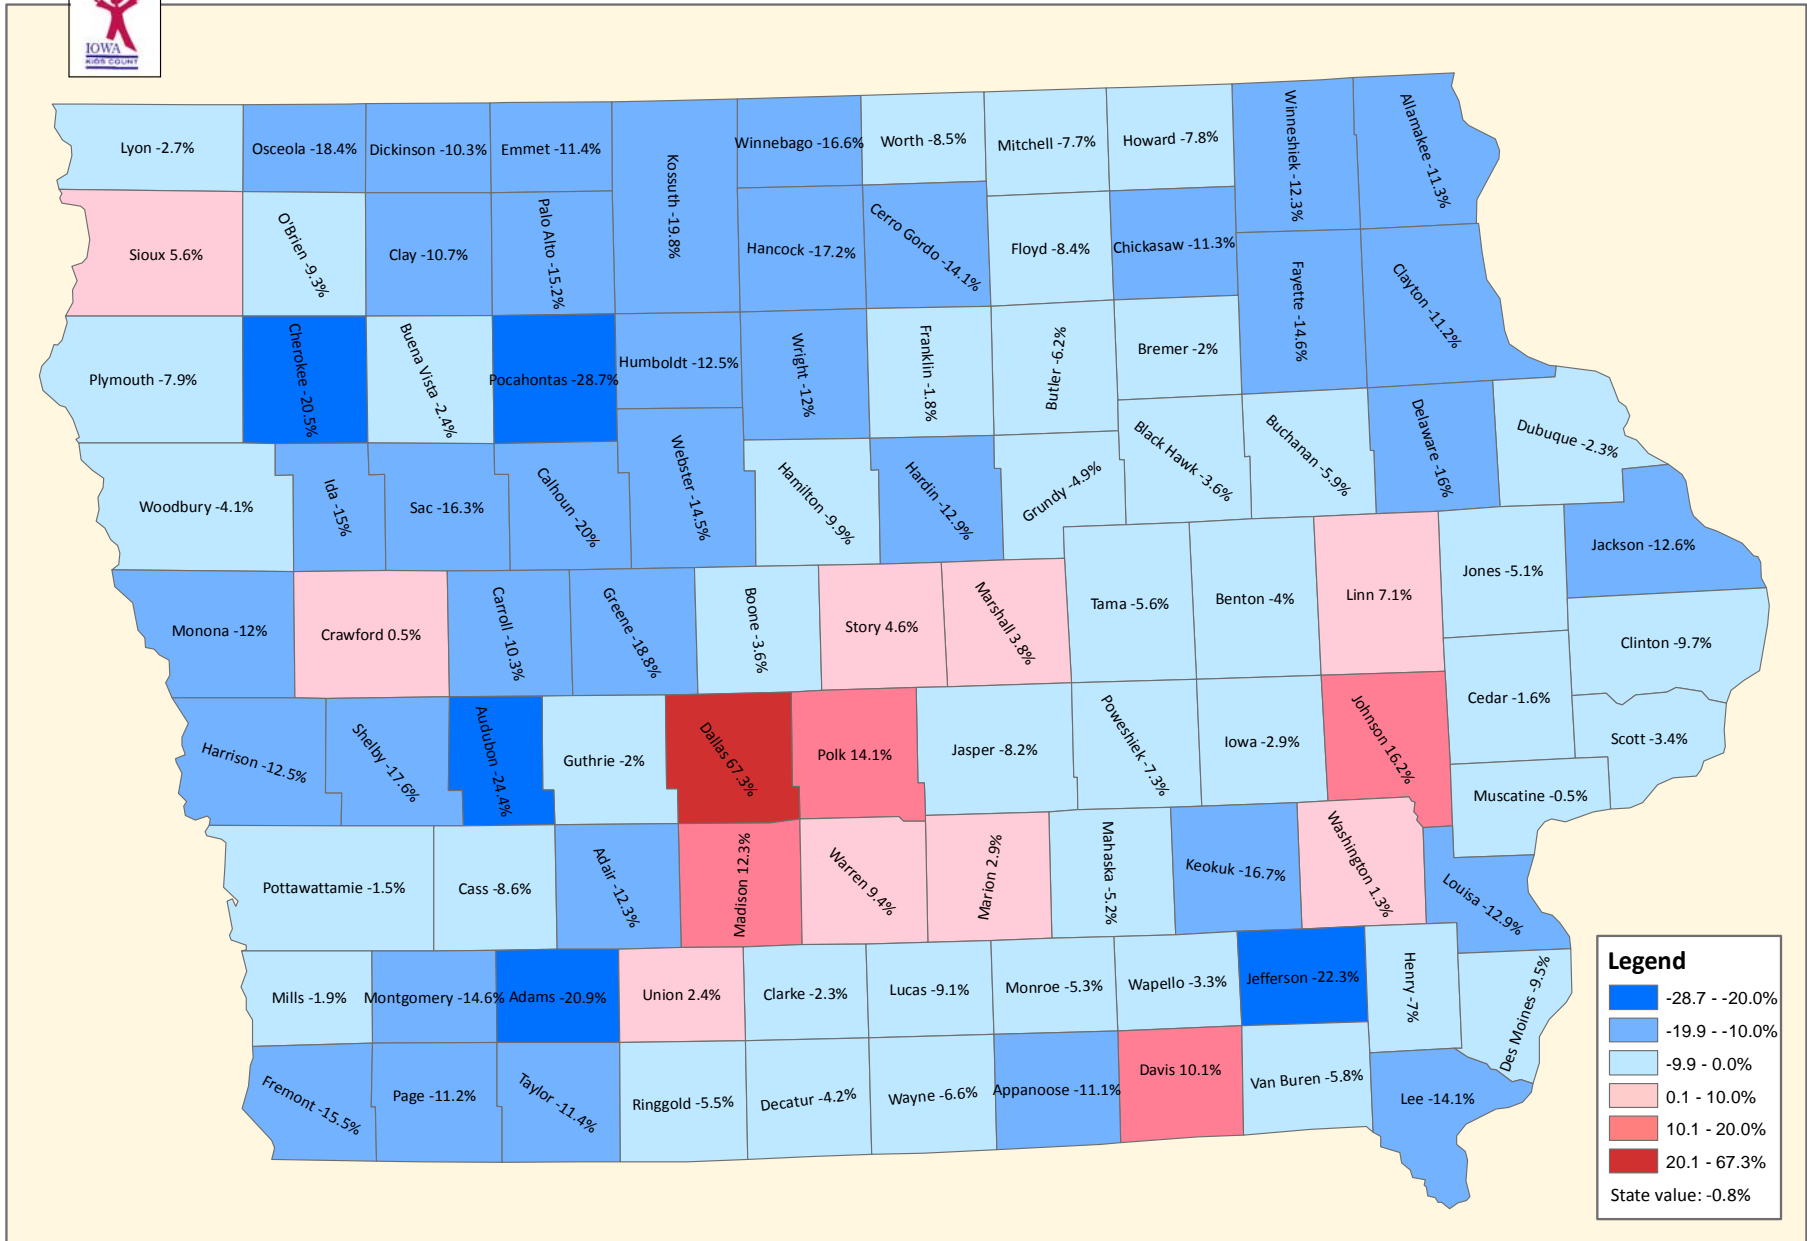 IOWA
KIDS COUNT
Lyon -2.7%
Osceola -18.4%
Dickinson -10.3%
Emmet -11.4%
Kossuth -19.8%
Winnebago -16.6%
Worth -8.5%
Mitchell -7.7%
Howard -7.8%
Winneshiek -12.3%
Allamakee -11.3%
Sioux 5.6%
O'Brien -9.3%
Clay -10.7%
Palo Alto -15.2%
Hancock -17.2%
Cerro Gordo -14.1%
Floyd -8.4%
Chickasaw -11.3%
Fayette -14.6%
Clayton -11.2%
Plymouth -7.9%
Cherokee -20.5%
Buena Vista -2.4%
Pocahontas -28.7%
Humboldt -12.5%
Wright -12%
Franklin -1.8%
Butler -6.2%
Bremer -2%
Woodbury -4.1%
Ida -15%
Sac -16.3%
Calhoun -20%
Webster -14.5%
Hamilton -9.9%
Hardin -12.9%
Grundy -4.9%
Black Hawk -3.6%
Buchanan -5.9%
Delaware -16%
Dubuque -2.3%
Monona -12%
Crawford 0.5%
Carroll -10.3%
Greene -18.8%
Boone -3.6%
Story 4.6%
Marshall 3.8%
Tama -5.6%
Benton -4%
Linn 7.1%
Jones -5.1%
Jackson -12.6%
Clinton -9.7%
Harrison -12.5%
Shelby -17.6%
Audubon -24.4%
Guthrie -2%
Dallas 67.3%
Polk 14.1%
Jasper -8.2%
Poweshiek -7.3%
Iowa -2.9%
Johnson 16.2%
Cedar -1.6%
Scott -3.4%
Muscatine -0.5%
Pottawattamie -1.5%
Cass -8.6%
Adair -12.3%
Madison 12.3%
Warren 9.4%
Marion 2.9%
Mahaska -5.2%
Keokuk -16.7%
Washington 1.3%
Louisa -12.9%
Mills -1.9%
Montgomery -14.6%
Adams -20.9%
Union 2.4%
Clarke -2.3%
Lucas -9.1%
Monroe -5.3%
Wapello -3.3%
Jefferson -22.3%
Henry -7%
Des Moines -9.5%
Fremont -15.5%
Page -11.2%
Taylor -11.4%
Ringgold -5.5%
Decatur -4.2%
Wayne -6.6%
Appanoose -11.1%
Davis 10.1%
Van Buren -5.8%
Lee -14.1%
Legend
-28.7 - -20.0%
-19.9 - -10.0%
-9.9 - 0.0%
0.1 - 10.0%
10.1 - 20.0%
20.1 - 67.3%
State value: -0.8%